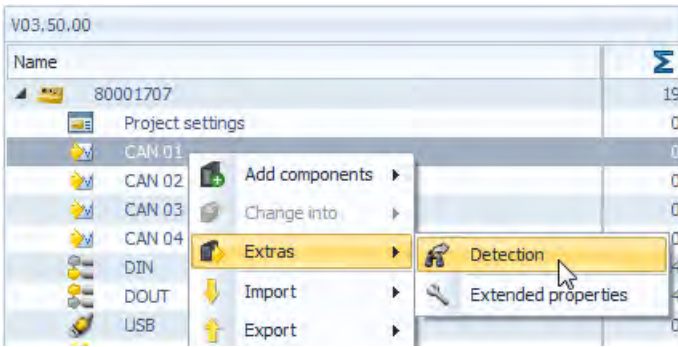 V03.50.00
Name Σ
80001707 19
Project settings 0
CAN 01 0
CAN 02 Add components 0
CAN 03 Change into 0
CAN 04 Extras Detection 0
DIN
DOUT Import Extended properties 4
USB Export 0